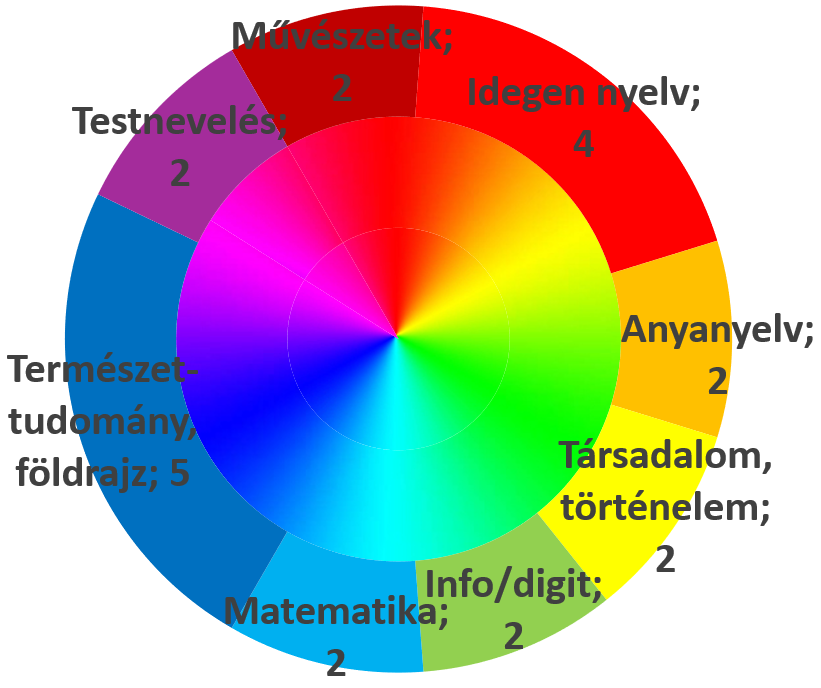 Művészetek;
2
Idegen nyelv;
4
Testnevelés;
2
Anyanyelv;
2
Természet-
tudomány,
földrajz; 5
Társadalom,
történelem;
2
Info/digit;
2
Matematika;
2